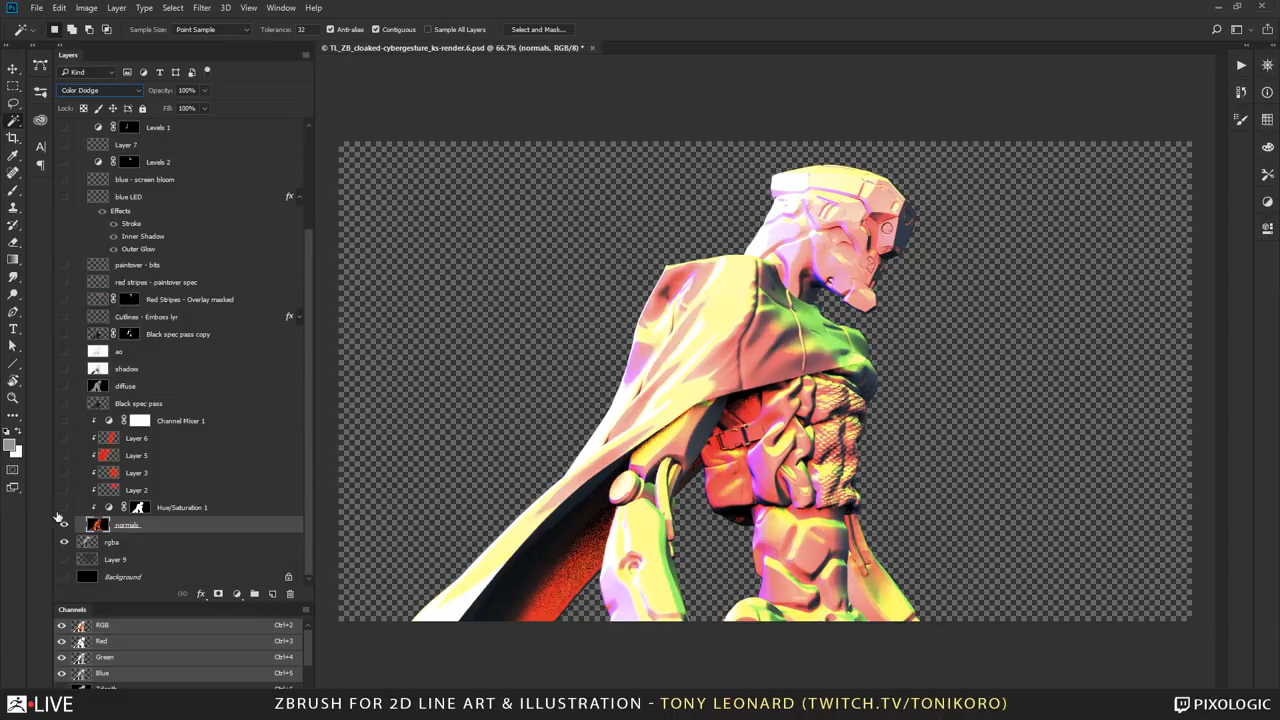 Ps File Edit Image Layer Type Select Filter 3D View Window Help
Sample Size: Point Sample Tolerance: 32 Anti-alias Contiguous Sample All Layers Select and Mask...
© TL_ZB_cloaked-cybergesture_ks-render.6.psd @ 66.7% (normals, RGB/8) * ×
Layers
Kind
Color Dodge Opacity: 100%
Lock: Fill: 100%
Levels 1
Layer 7
Levels 2
blue - screen bloom
blue LED fx
Effects
Stroke
Inner Shadow
Outer Glow
paintover - bits
red stripes - paintover spec
Red Stripes - Overlay masked
Cutlines - Emboss lyr fx
Black spec pass copy
ao
shadow
diffuse
Black spec pass
Channel Mixer 1
Layer 6
Layer 5
Layer 3
Layer 2
Hue/Saturation 1
normals
rgba
Layer 9
Background
fx
Channels
RGB Ctrl+2
Red Ctrl+3
Green Ctrl+4
Blue Ctrl+5
LIVE ZBRUSH FOR 2D LINE ART & ILLUSTRATION - TONY LEONARD (TWITCH.TV/TONIKORO) PIXOLOGIC